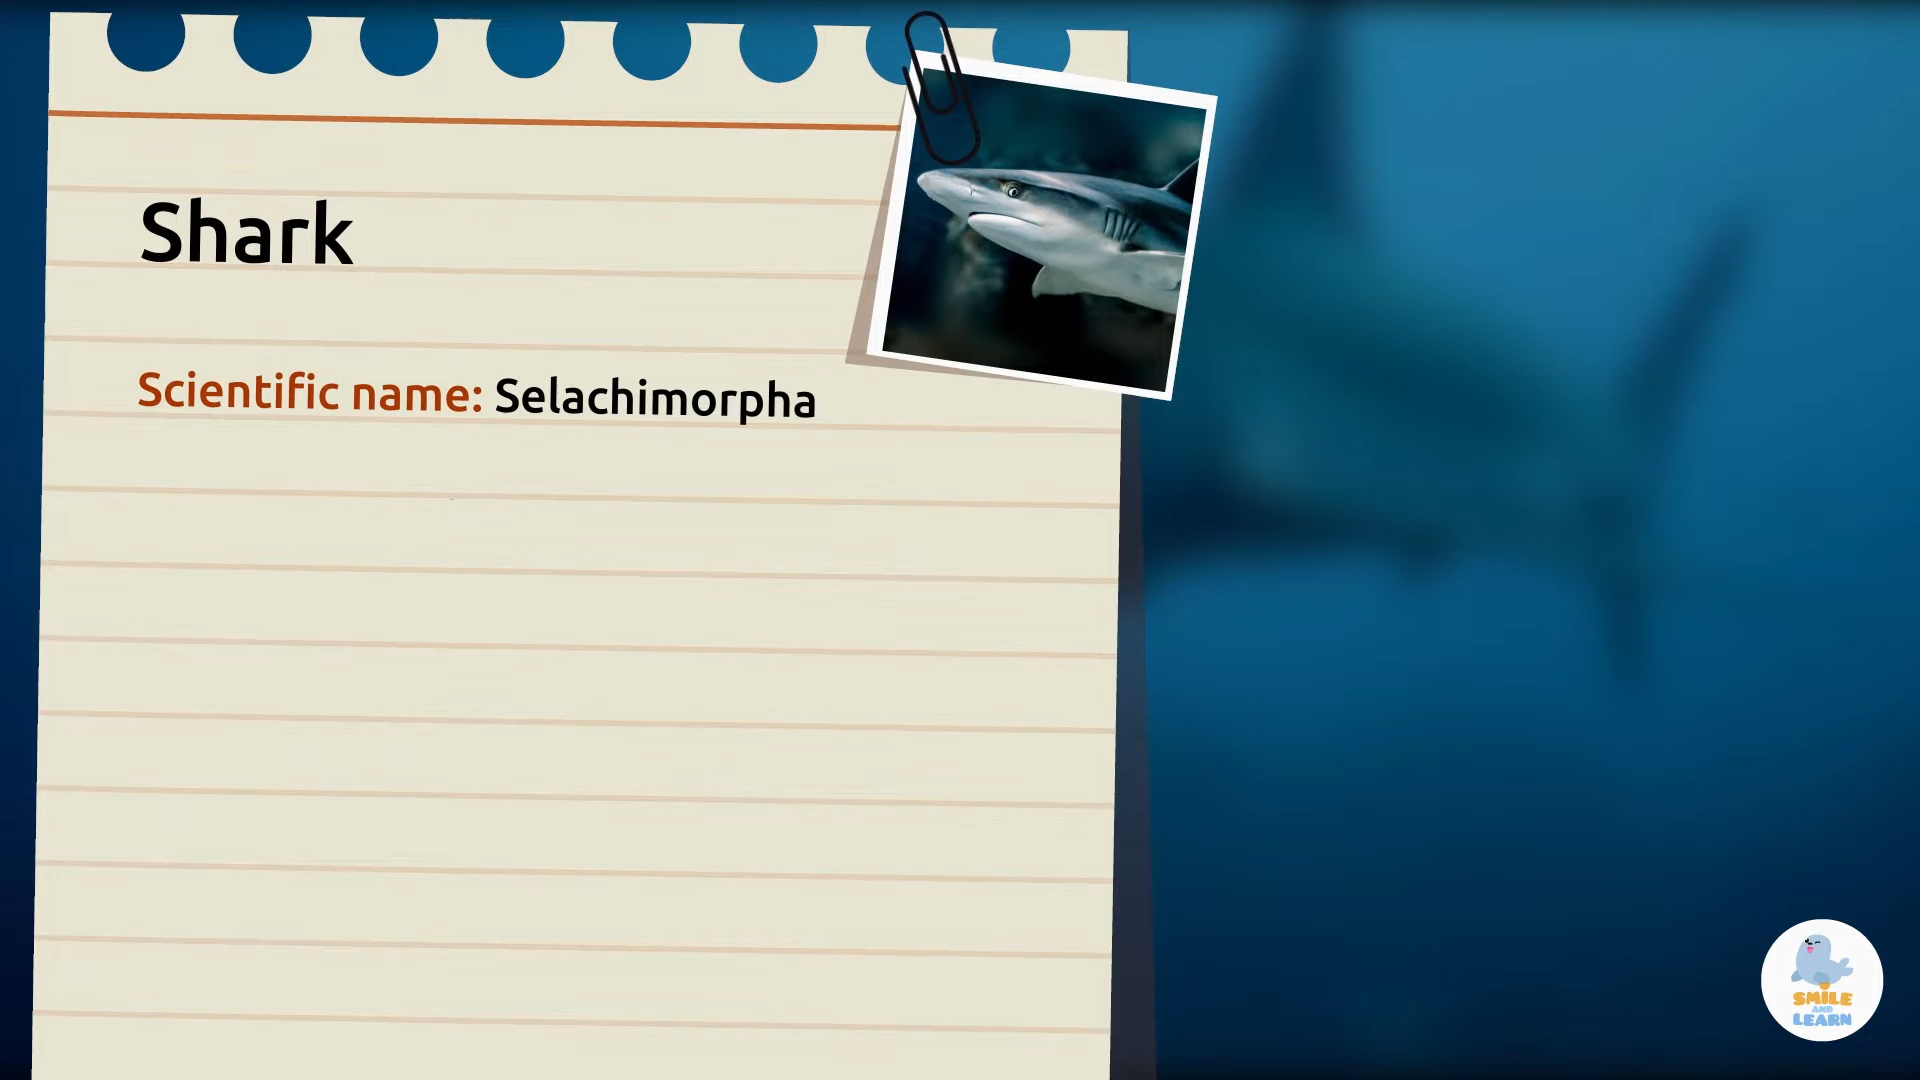 Shark
Scientific name: Selachimorpha
SMILE
AND
LEARN